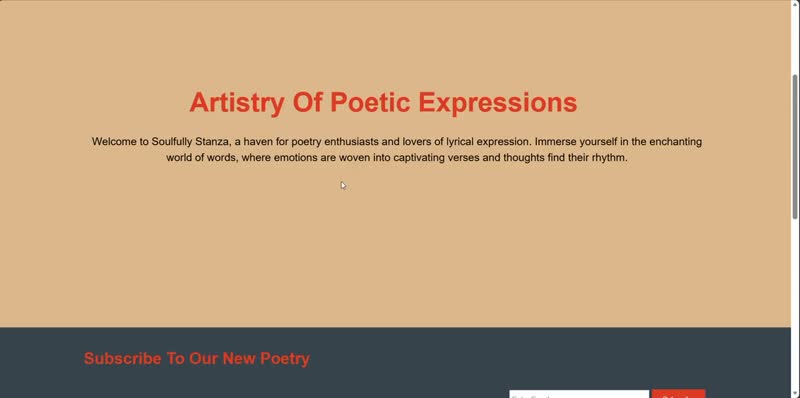 Artistry Of Poetic Expressions
Welcome to Soulfully Stanza, a haven for poetry enthusiasts and lovers of lyrical expression. Immerse yourself in the enchanting
world of words, where emotions are woven into captivating verses and thoughts find their rhythm.
Subscribe To Our New Poetry